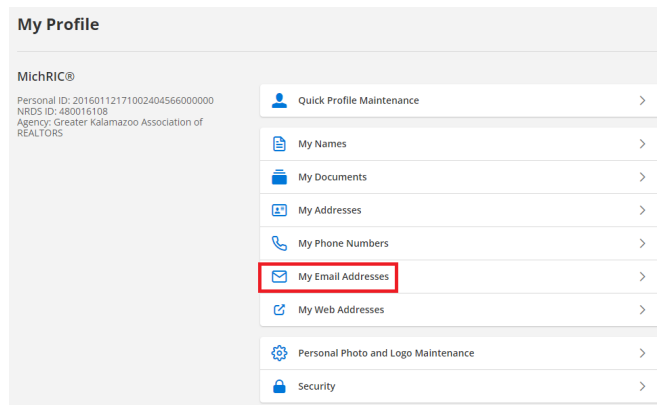 My Profile
MichRIC®
Personal ID: 20160112171002404566000000
NRDS ID: 480016108
Agency: Greater Kalamazoo Association of
REALTORS
Quick Profile Maintenance
My Names
My Documents
My Addresses
My Phone Numbers
My Email Addresses
My Web Addresses
Personal Photo and Logo Maintenance
Security